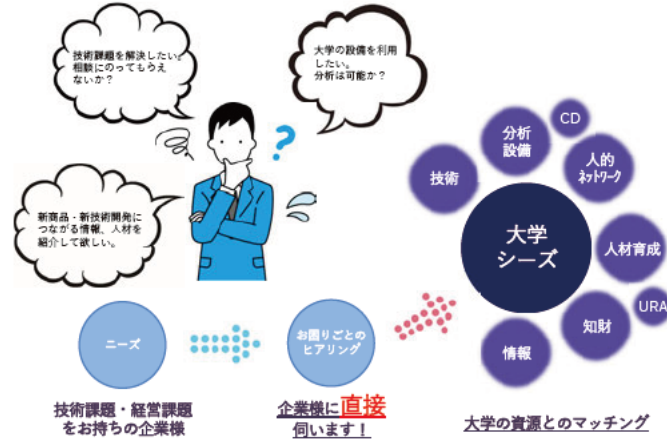 技術課題を解決したい。
相談にのってもらえ
ないか？
大学の設備を利用
したい。
分析は可能か？
新商品・新技術開発に
つながる情報、人材を
紹介して欲しい。
?
CD
分析
設備
人的
ネットワーク
技術
大学
シーズ
人材育成
URA
知財
情報
ニーズ
お困りごとの
ヒアリング
技術課題・経営課題
をお持ちの企業様
企業様に直接
伺います！
大学の資源とのマッチング